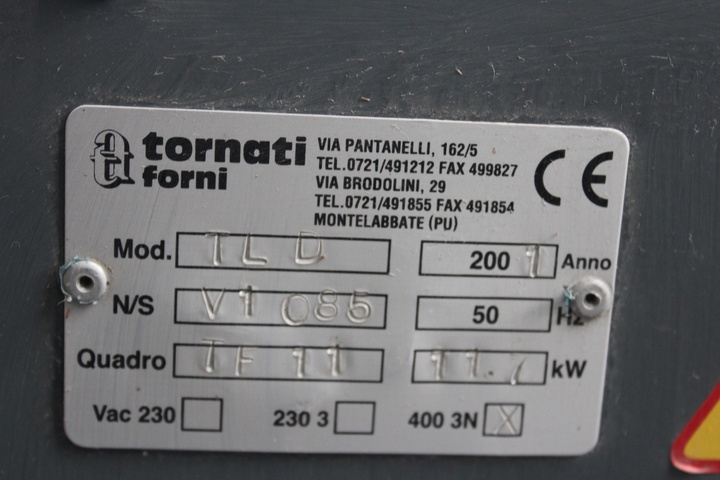 tornati
forni
VIA PANTANELLI, 162/5
TEL.0721/491212 FAX 499827
VIA BRODOLINI, 29
TEL.0721/491855 FAX 491854
MONTELABBATE (PU)
CE
Mod. TLD 2001 Anno
N/S V1 085 50 Hz
Quadro TF 11 11.7 kW
Vac 230 230 3 400 3N X